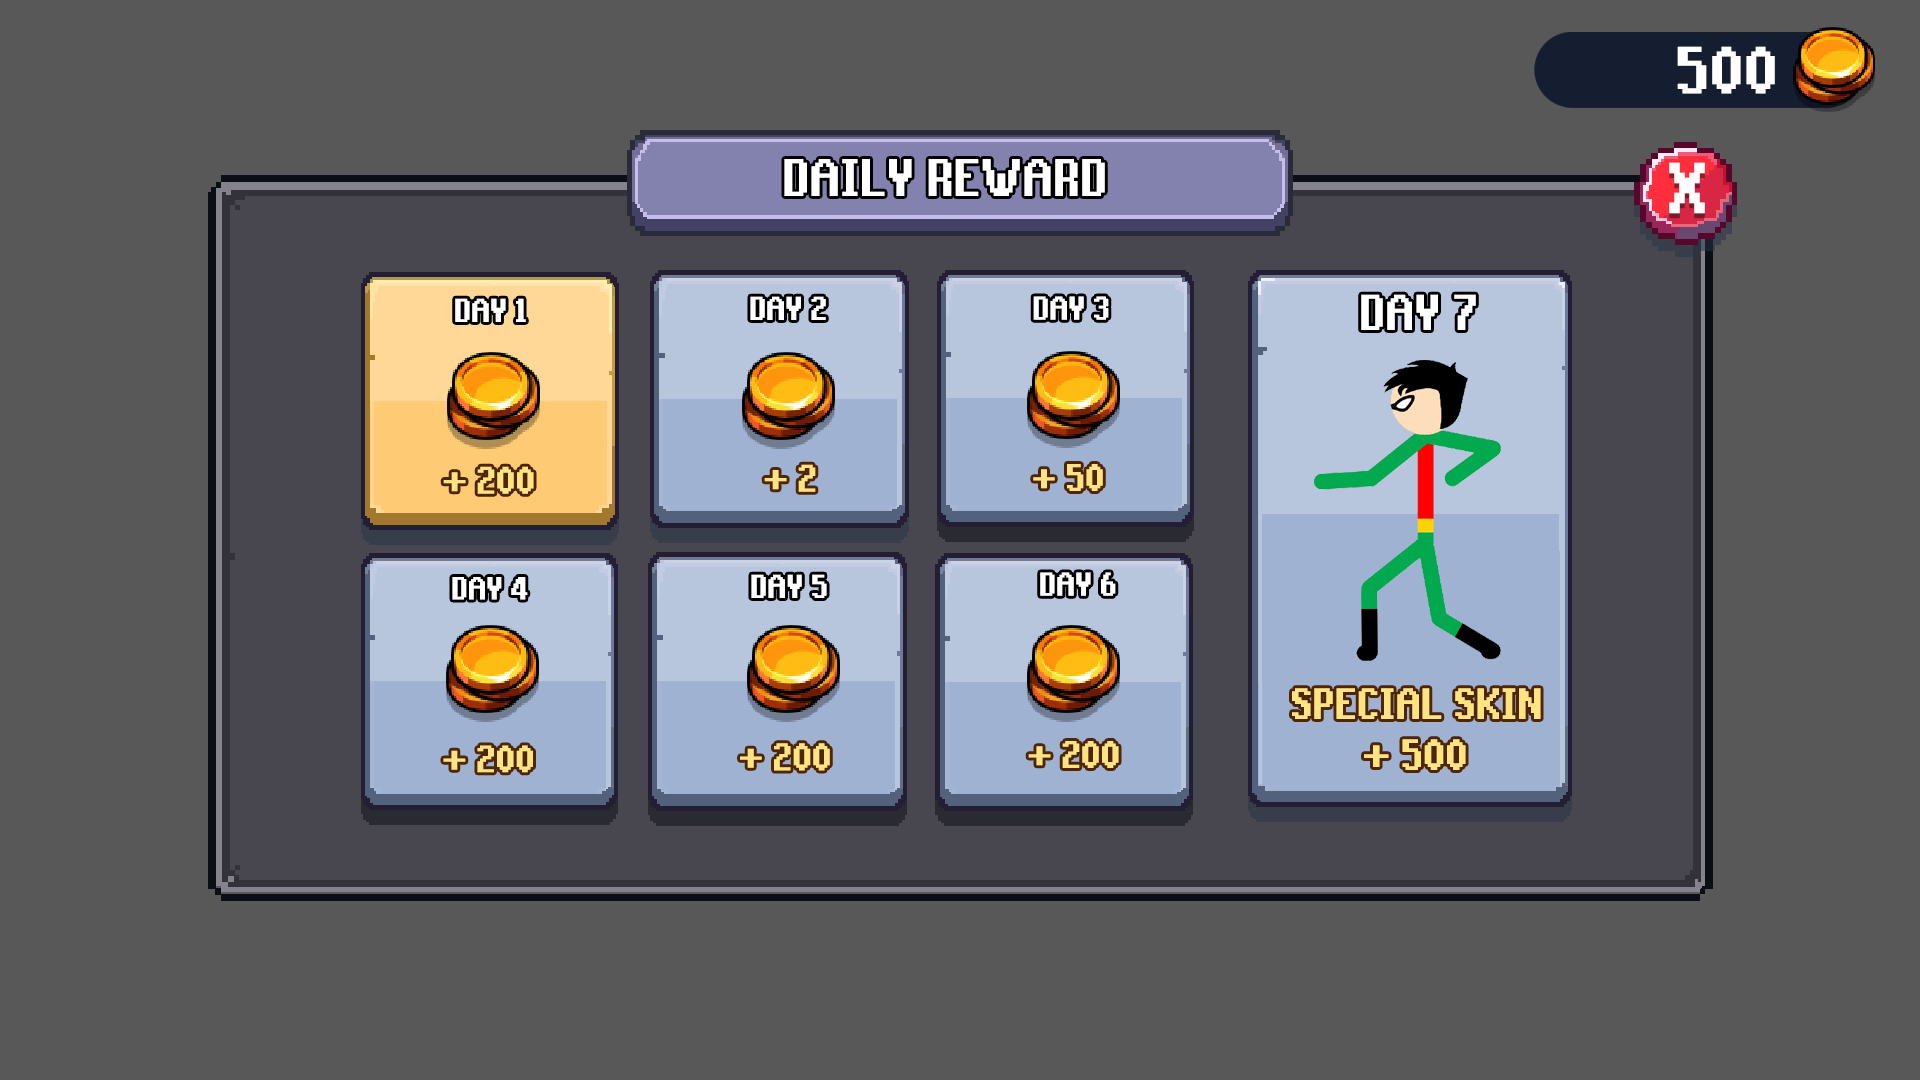 500
DAILY REWARD
X
DAY 1
+ 200
DAY 2
+ 2
DAY 3
+ 50
DAY 4
+ 200
DAY 5
+ 200
DAY 6
+ 200
DAY 7
SPECIAL SKIN
+ 500